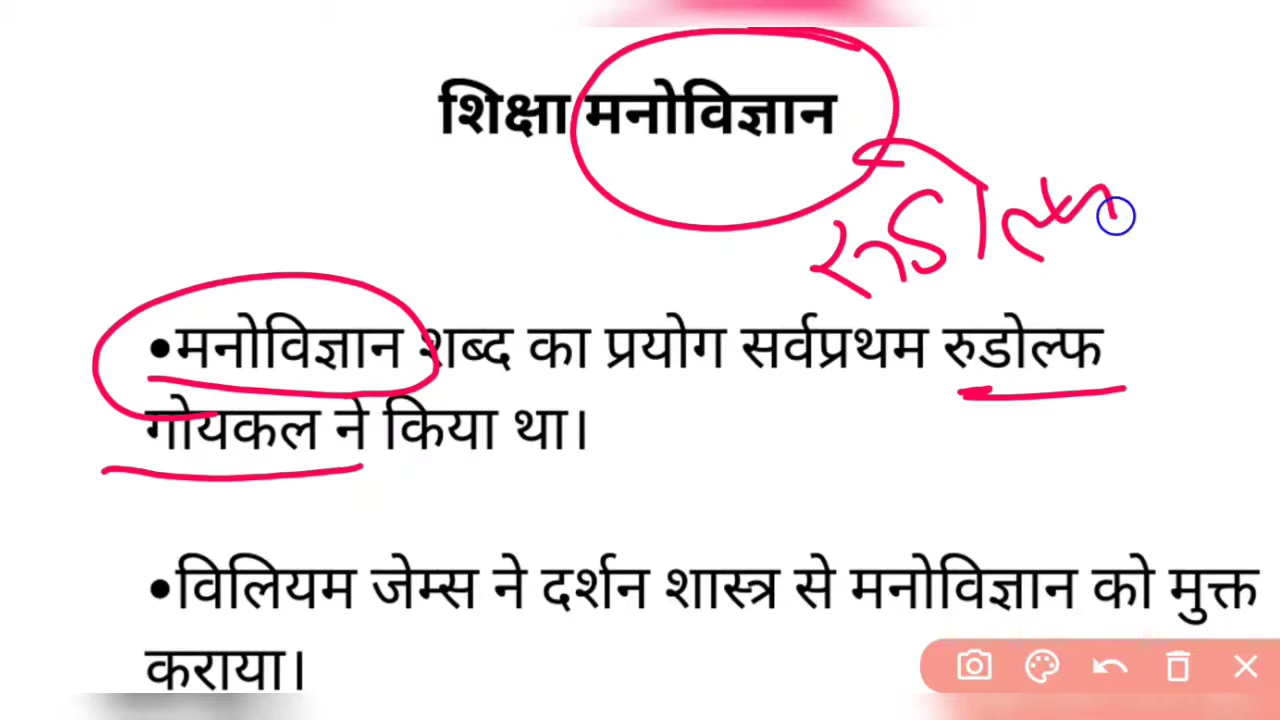 शिक्षा मनोविज्ञान
रुडोल्फ
•मनोविज्ञान शब्द का प्रयोग सर्वप्रथम रुडोल्फ
गोयकल ने किया था।
•विलियम जेम्स ने दर्शन शास्त्र से मनोविज्ञान को मुक्त
कराया।